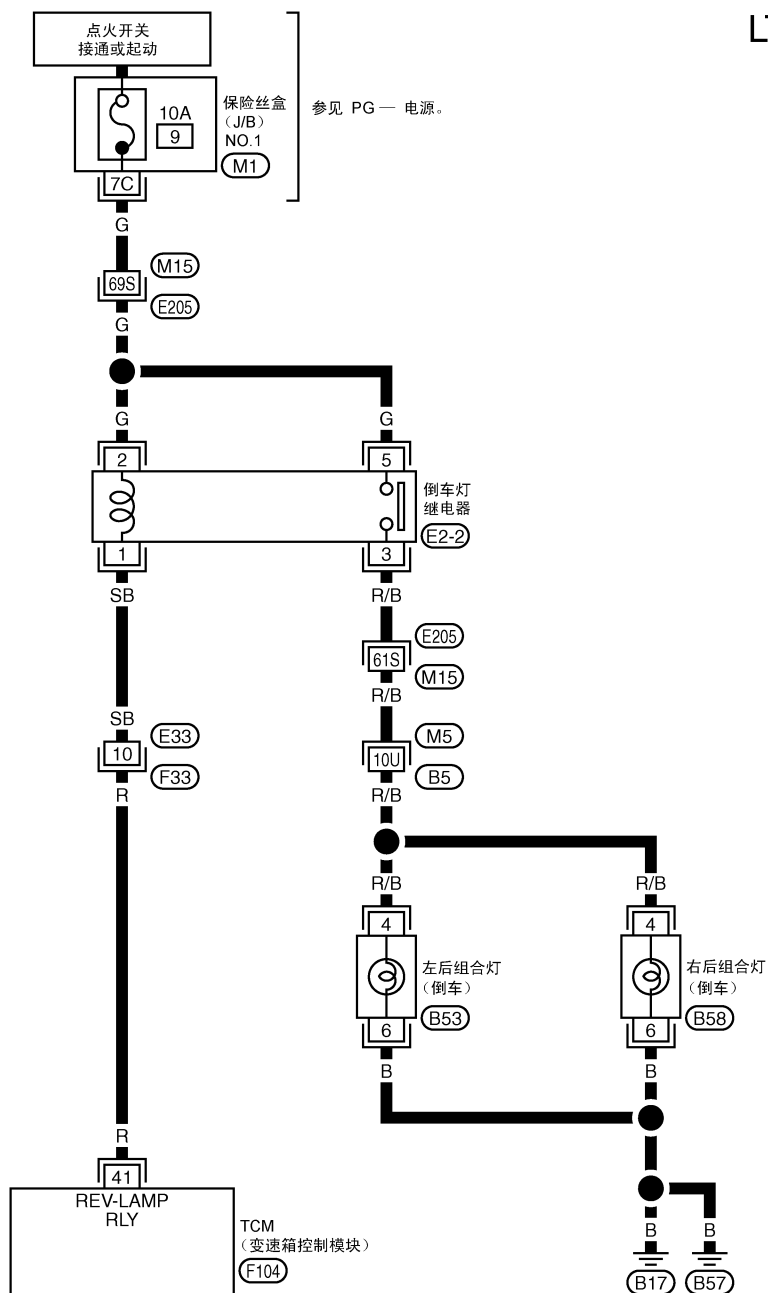 点火开关
接通或起动
10A
9
保险丝盒
（J/B）
NO.1
M1
参见 PG — 电源。
7C
G
69S
M15
E205
G
G
G
2
5
倒车灯
继电器
E2-2
1
3
SB
R/B
61S
E205
M15
R/B
SB
10
E33
F33
R
10U
M5
B5
R/B
R/B
R/B
4
4
左后组合灯
（倒车）
B53
右后组合灯
（倒车）
B58
6
6
B
B
R
41
REV-LAMP
RLY
TCM
（变速箱控制模块）
F104
B
B
B17
B57